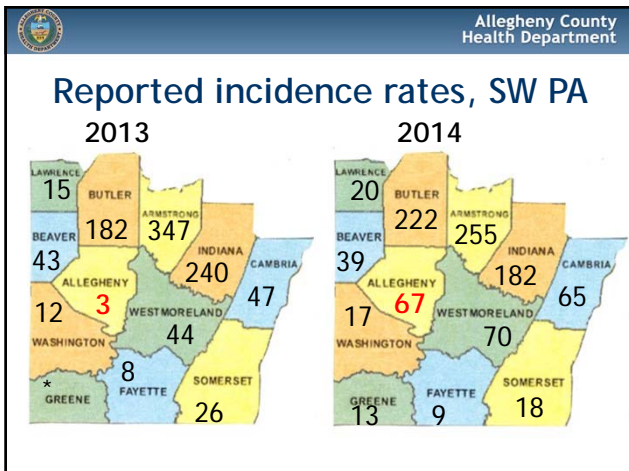 Allegheny County
Health Department
Reported incidence rates, SW PA
2013
LAWRENCE
15
BUTLER
182
ARMSTRONG
347
BEAVER
43
INDIANA
240
CAMBRIA
47
ALLEGHENY
3
12
WASHINGTON
WESTMORELAND
44
*
GREENE
8
FAYETTE
SOMERSET
26
2014
LAWRENCE
20
BUTLER
222
ARMSTRONG
255
BEAVER
39
INDIANA
182
CAMBRIA
65
ALLEGHENY
67
17
WASHINGTON
WESTMORELAND
70
GREENE
13
FAYETTE
9
SOMERSET
18